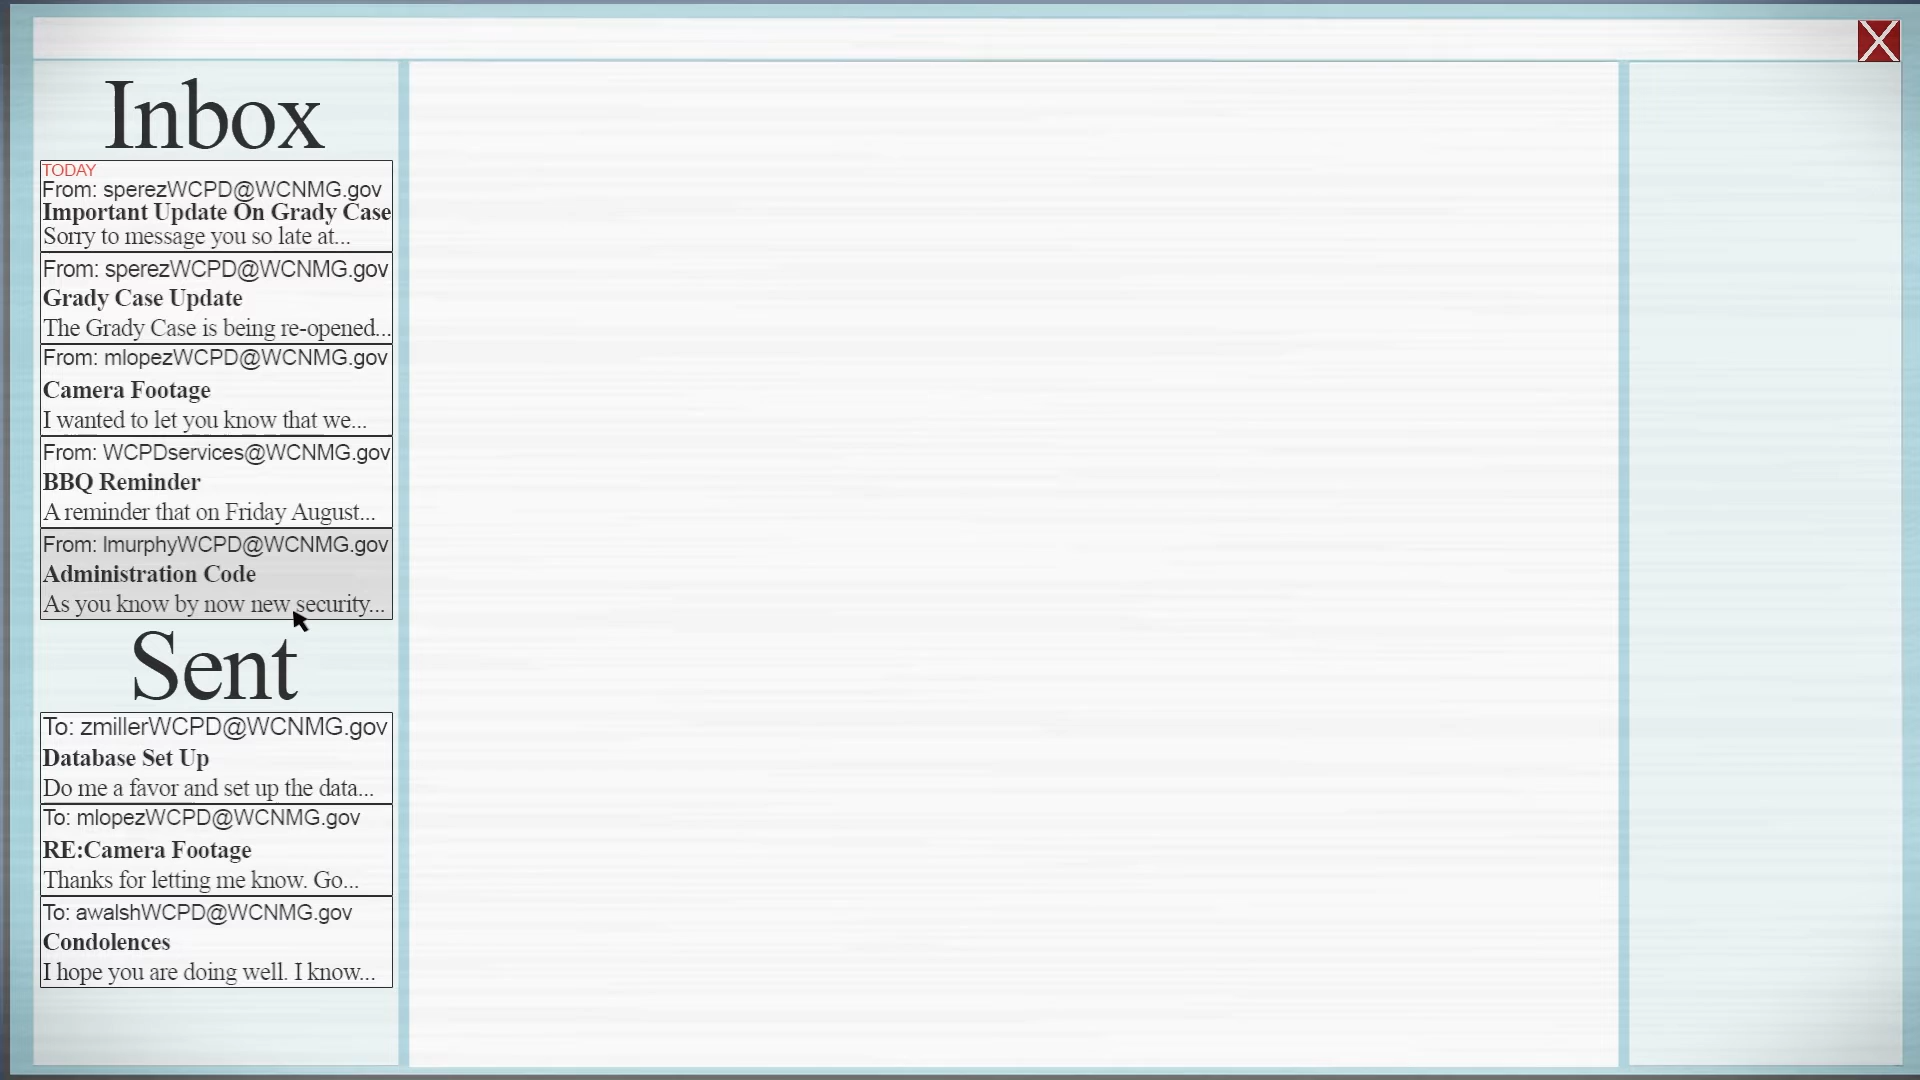 Inbox
TODAY
From: sperezWCPD@WCNMG.gov
Important Update On Grady Case
Sorry to message you so late at...
From: sperezWCPD@WCNMG.gov
Grady Case Update
The Grady Case is being re-opened...
From: mlopezWCPD@WCNMG.gov
Camera Footage
I wanted to let you know that we...
From: WCPDservices@WCNMG.gov
BBQ Reminder
A reminder that on Friday August...
From: lmurphyWCPD@WCNMG.gov
Administration Code
As you know by now new security...
Sent
To: zmillerWCPD@WCNMG.gov
Database Set Up
Do me a favor and set up the data...
To: mlopezWCPD@WCNMG.gov
RE:Camera Footage
Thanks for letting me know. Go...
To: awalshWCPD@WCNMG.gov
Condolences
I hope you are doing well. I know...